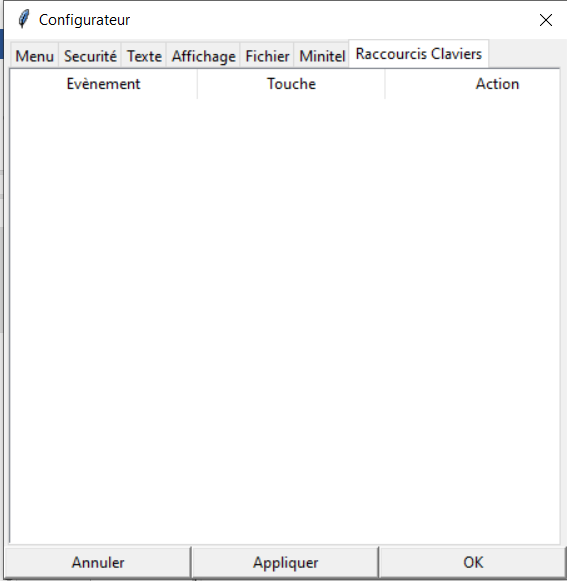 Configurateur
Menu Securité Texte Affichage Fichier Minitel Raccourcis Claviers
Evènement Touche Action
Annuler Appliquer OK